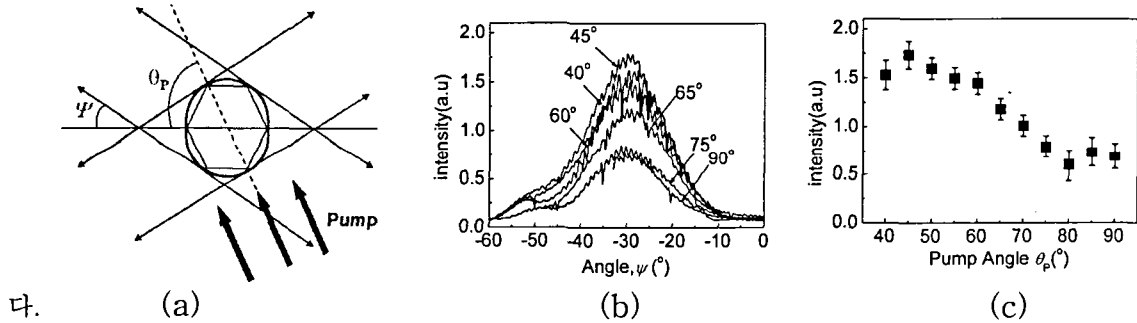 θP
Ψ
Pump
다. (a)
2.0
1.5
1.0
0.5
0.0
intensity(a.u)
45°
40°
60°
65°
75°
90°
-60 -50 -40 -30 -20 -10 0
Angle,ψ(°)
(b)
2.0
1.5
1.0
0.5
0.0
intensity(a.u)
40 50 60 70 80 90
Pump Angle θP(°)
(c)